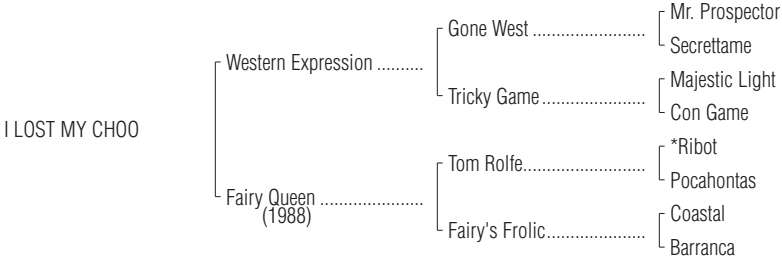 Mr. Prospector
Gone West ........................
Secrettame
Western Expression ..........
Majestic Light
Tricky Game......................
Con Game
I LOST MY CHOO
*Ribot
Tom Rolfe..........................
Pocahontas
Fairy Queen ......................
(1988)
Coastal
Fairy's Frolic.....................
Barranca